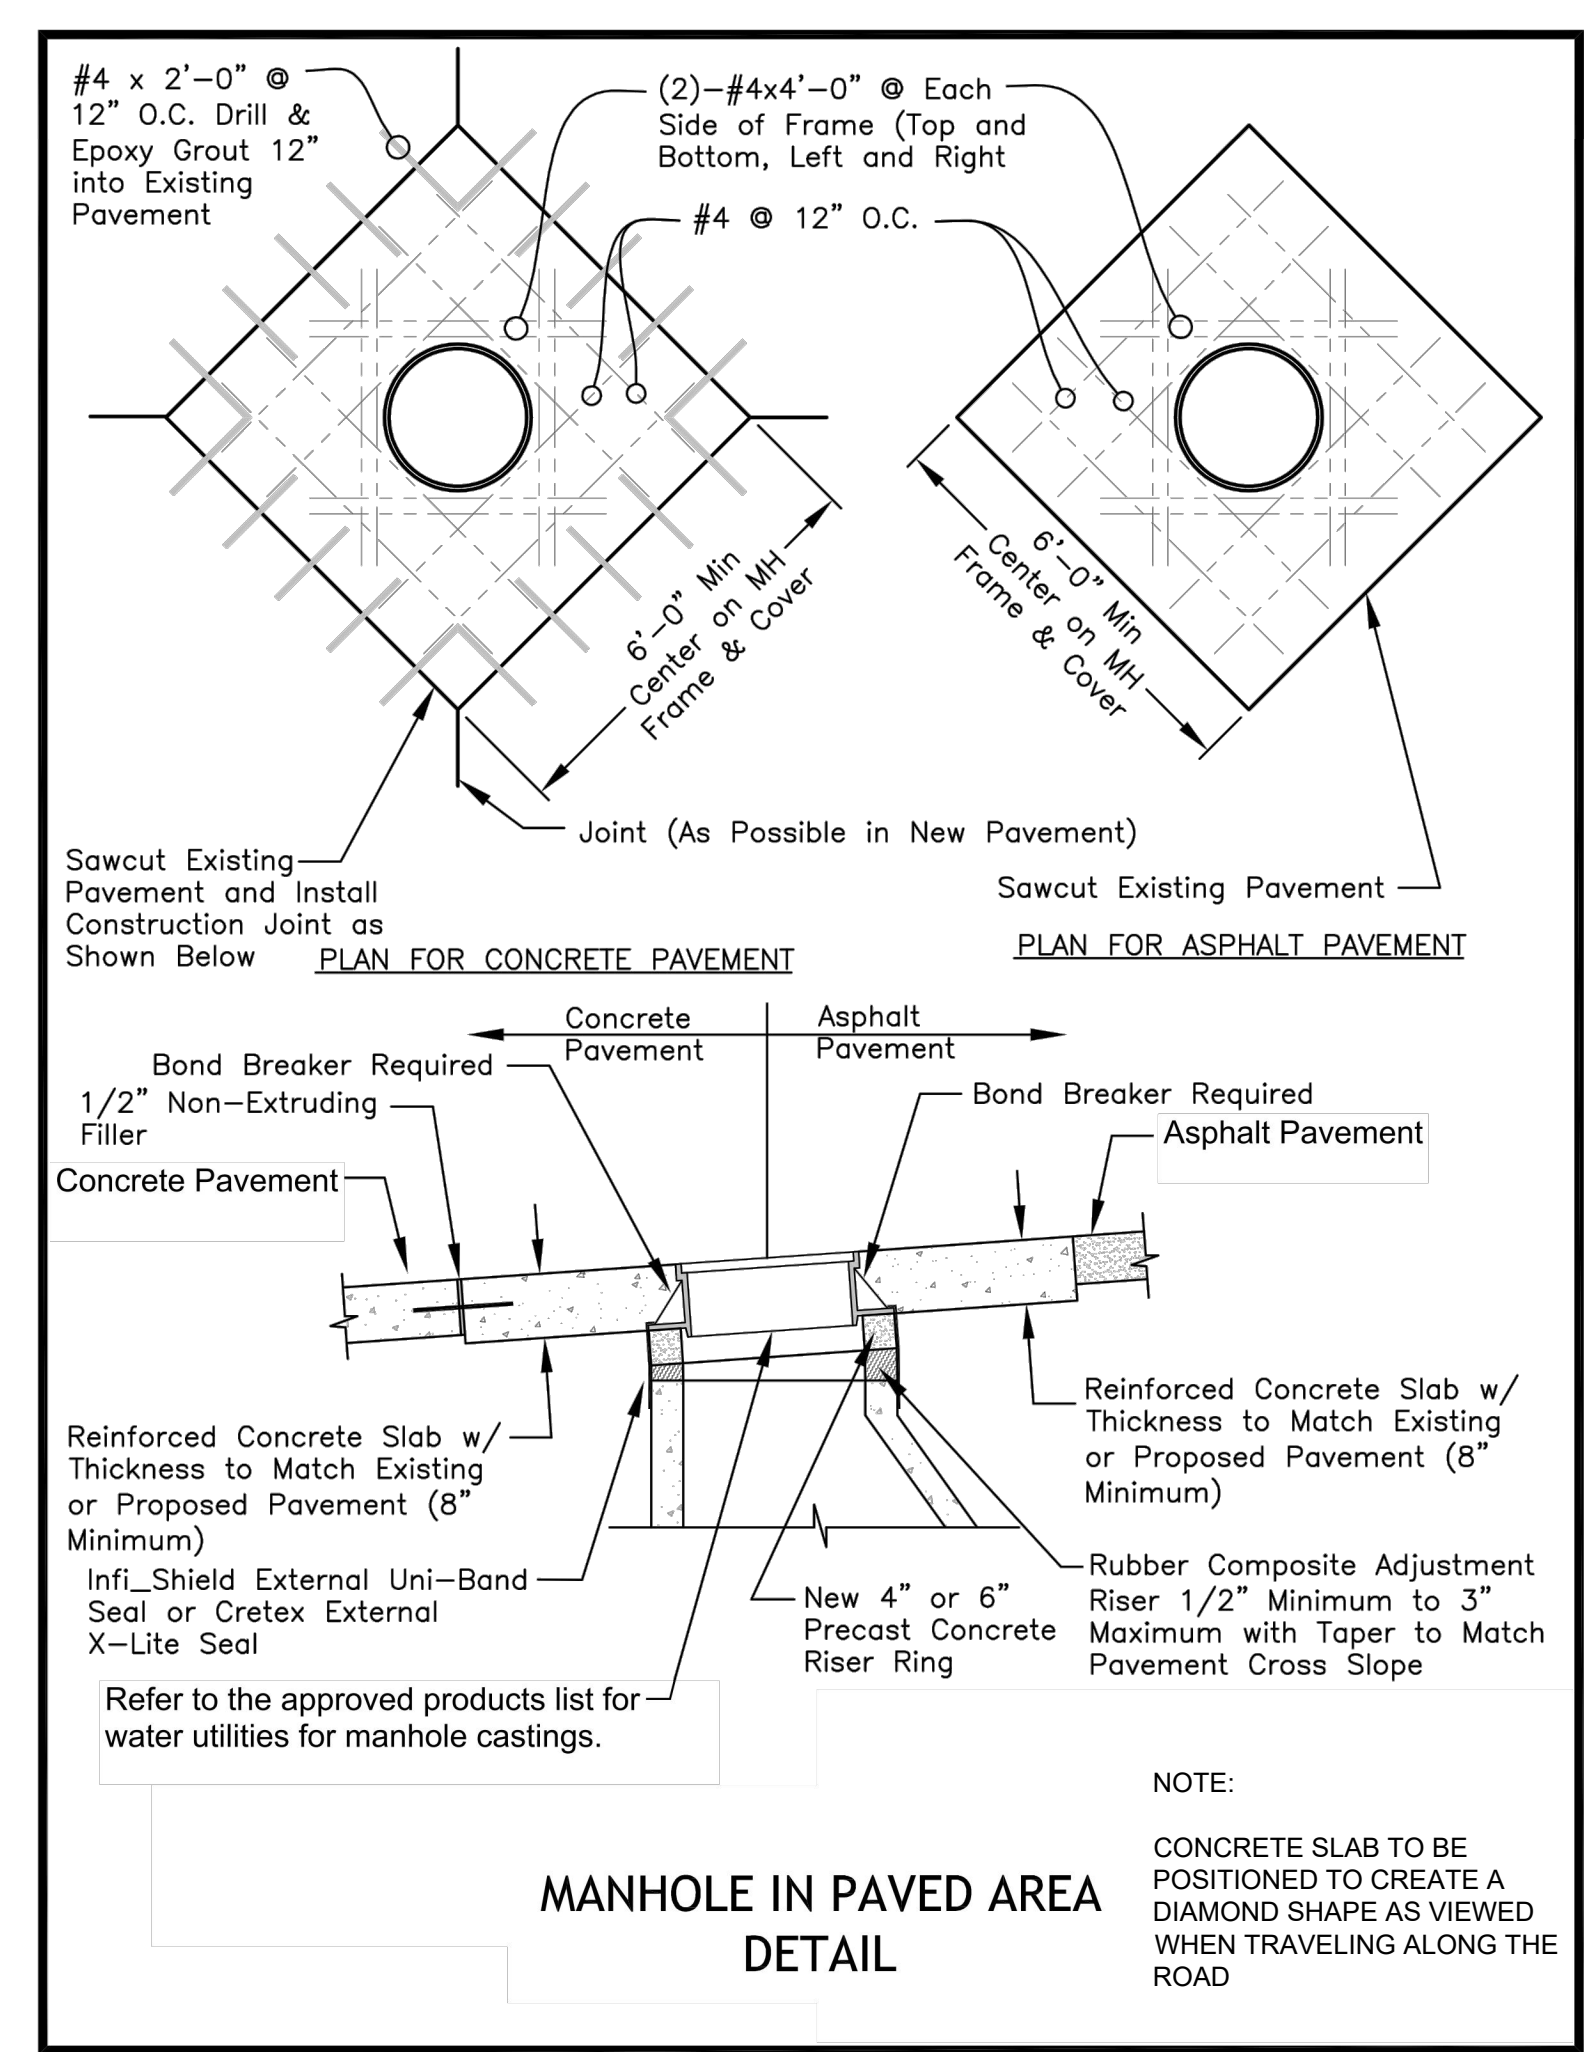 #4 x 2'-0" @
12" O.C. Drill &
Epoxy Grout 12"
into Existing
Pavement
(2)-#4x4'-0" @ Each
Side of Frame (Top and
Bottom, Left and Right
#4 @ 12" O.C.
6'-0" Min
Center on MH
Frame & Cover
6'-0" Min
Center on MH
Frame & Cover
Joint (As Possible in New Pavement)
Sawcut Existing
Pavement and Install
Construction Joint as
Shown Below
PLAN FOR CONCRETE PAVEMENT
Sawcut Existing Pavement
PLAN FOR ASPHALT PAVEMENT
Concrete
Pavement
Asphalt
Pavement
Bond Breaker Required
1/2" Non-Extruding
Filler
Concrete Pavement
Bond Breaker Required
Asphalt Pavement
Reinforced Concrete Slab w/
Thickness to Match Existing
or Proposed Pavement (8"
Minimum)
Reinforced Concrete Slab w/
Thickness to Match Existing
or Proposed Pavement (8"
Minimum)
Infi_Shield External Uni-Band
Seal or Cretex External
X-Lite Seal
New 4" or 6"
Precast Concrete
Riser Ring
Rubber Composite Adjustment
Riser 1/2" Minimum to 3"
Maximum with Taper to Match
Pavement Cross Slope
Refer to the approved products list for
water utilities for manhole castings.
MANHOLE IN PAVED AREA
DETAIL
NOTE:
CONCRETE SLAB TO BE
POSITIONED TO CREATE A
DIAMOND SHAPE AS VIEWED
WHEN TRAVELING ALONG THE
ROAD